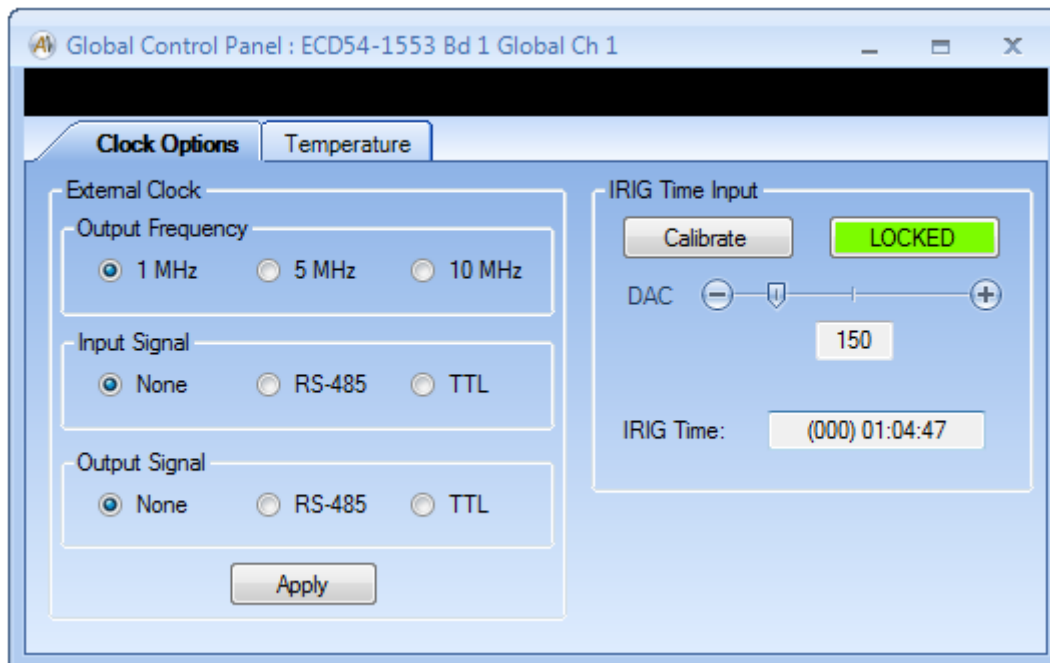 Global Control Panel : ECD54-1553 Bd 1 Global Ch 1
Clock Options
Temperature
External Clock
Output Frequency
1 MHz
5 MHz
10 MHz
Input Signal
None
RS-485
TTL
Output Signal
None
RS-485
TTL
Apply
IRIG Time Input
Calibrate
LOCKED
DAC
150
IRIG Time:
(000) 01:04:47